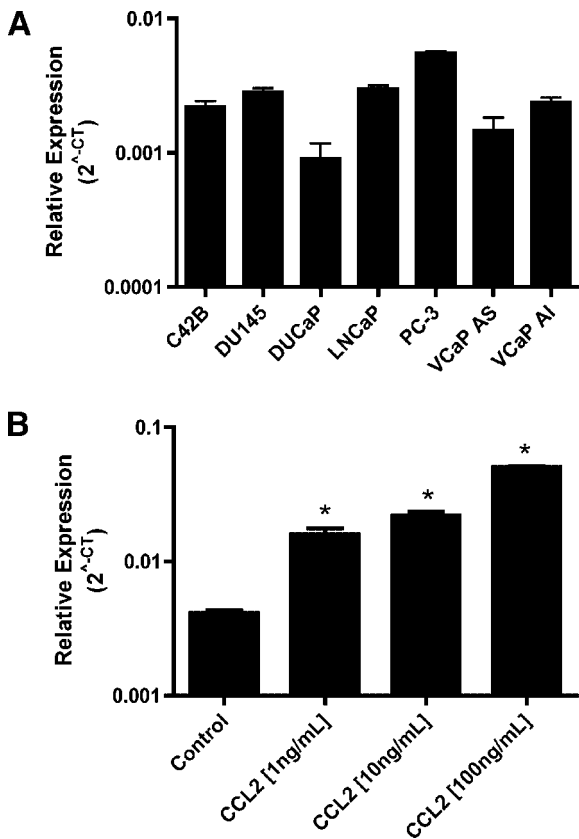 A
Relative Expression
(2^-CT)
0.01
0.001
0.0001
C42B
DU145
DUCaP
LNCaP
PC-3
VCaP AS
VCaP AI
B
Relative Expression
(2^-CT)
0.1
0.01
0.001
*
*
*
Control
CCL2 [1ng/mL]
CCL2 [10ng/mL]
CCL2 [100ng/mL]